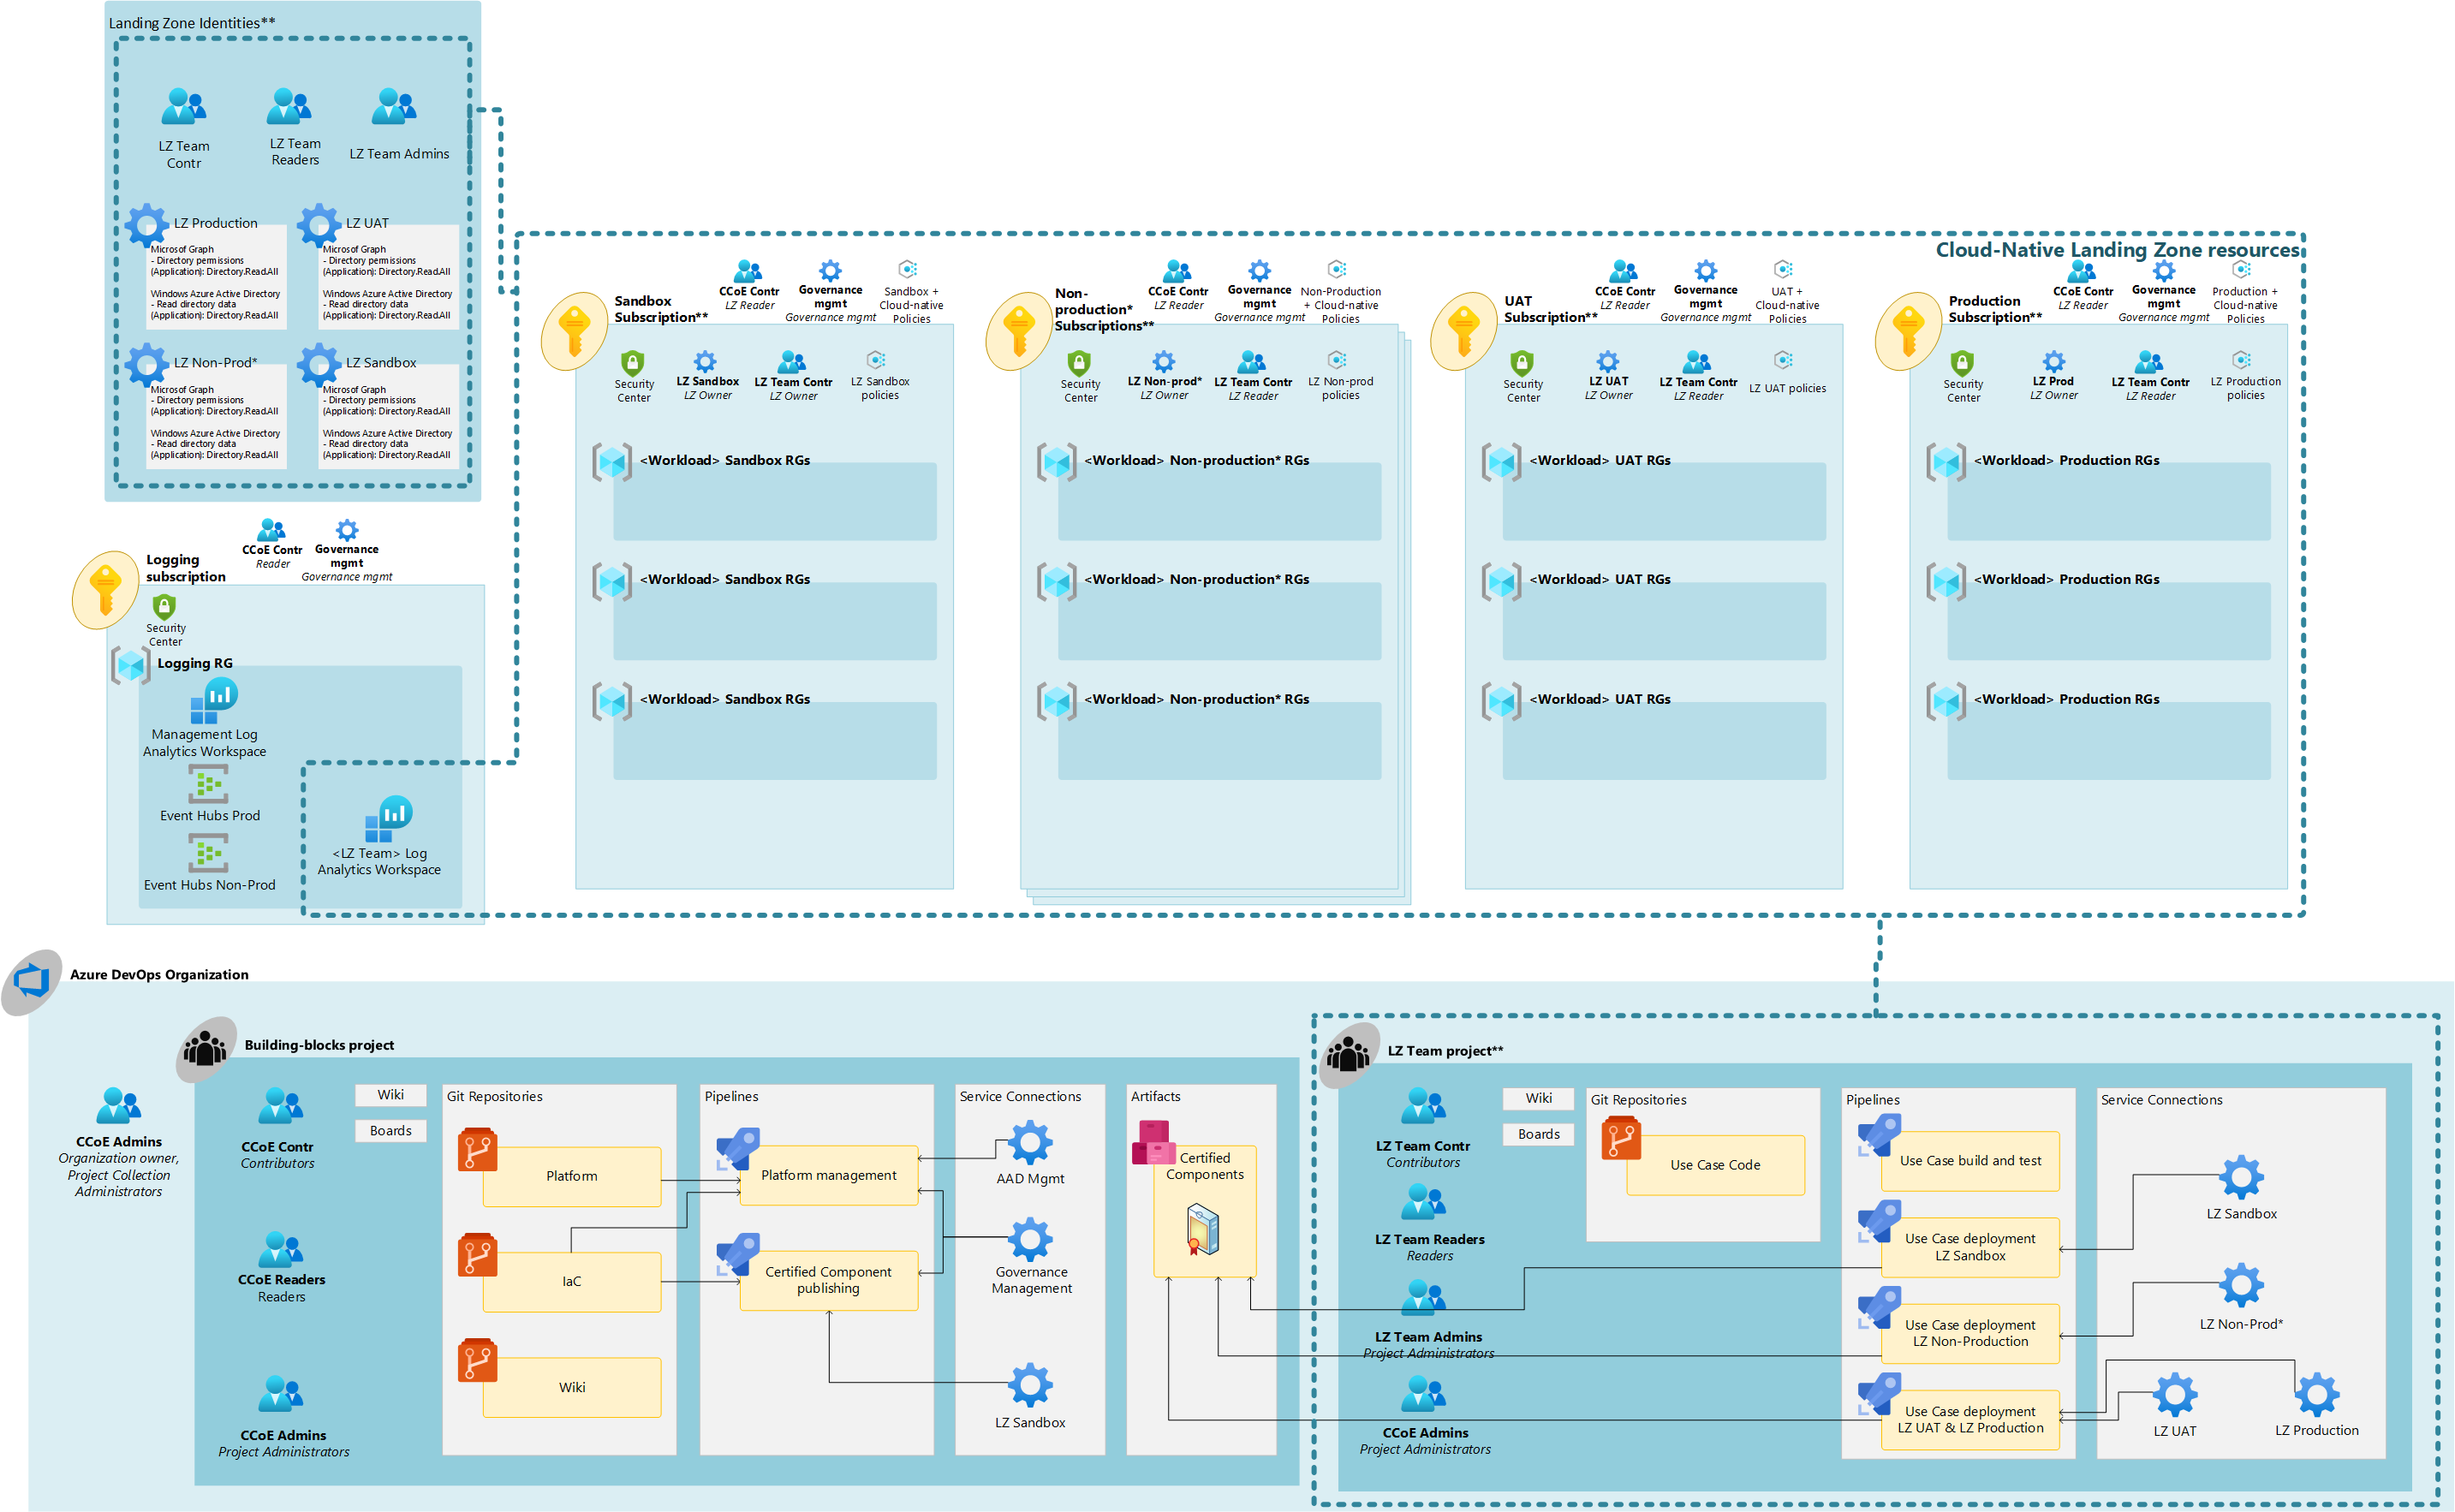 Landing Zone Identities**
LZ Team
Contr
LZ Team
Readers
LZ Team Admins
LZ Production
Microsof Graph
- Directory permissions
(Application): Directory.Read.All
Windows Azure Active Directory
- Read directory data
(Application): Directory.Read.All
LZ UAT
Microsof Graph
- Directory permissions
(Application): Directory.Read.All
Windows Azure Active Directory
- Read directory data
(Application): Directory.Read.All
LZ Non-Prod*
Microsof Graph
- Directory permissions
(Application): Directory.Read.All
Windows Azure Active Directory
- Read directory data
(Application): Directory.Read.All
LZ Sandbox
Microsof Graph
- Directory permissions
(Application): Directory.Read.All
Windows Azure Active Directory
- Read directory data
(Application): Directory.Read.All
Cloud-Native Landing Zone resources
Sandbox
Subscription**
CCoE Contr
LZ Reader
Governance
mgmt
Governance mgmt
Sandbox +
Cloud-native
Policies
Security
Center
LZ Sandbox
LZ Owner
LZ Team Contr
LZ Owner
LZ Sandbox
policies
<Workload> Sandbox RGs
<Workload> Sandbox RGs
<Workload> Sandbox RGs
Non-
production*
Subscriptions**
CCoE Contr
LZ Reader
Governance
mgmt
Governance mgmt
Non-Production
+ Cloud-native
Policies
Security
Center
LZ Non-prod*
LZ Owner
LZ Team Contr
LZ Reader
LZ Non-prod
policies
<Workload> Non-production* RGs
<Workload> Non-production* RGs
<Workload> Non-production* RGs
UAT
Subscription**
CCoE Contr
LZ Reader
Governance
mgmt
Governance mgmt
UAT +
Cloud-native
Policies
Security
Center
LZ UAT
LZ Owner
LZ Team Contr
LZ Reader
LZ UAT policies
<Workload> UAT RGs
<Workload> UAT RGs
<Workload> UAT RGs
Production
Subscription**
CCoE Contr
LZ Reader
Governance
mgmt
Governance mgmt
Production +
Cloud-native
Policies
Security
Center
LZ Prod
LZ Owner
LZ Team Contr
LZ Reader
LZ Production
policies
<Workload> Production RGs
<Workload> Production RGs
<Workload> Production RGs
Logging
subscription
CCoE Contr
Reader
Governance
mgmt
Governance mgmt
Security
Center
Logging RG
Management Log
Analytics Workspace
Event Hubs Prod
Event Hubs Non-Prod
<LZ Team> Log
Analytics Workspace
Azure DevOps Organization
CCoE Admins
Organization owner,
Project Collection
Administrators
Building-blocks project
CCoE Contr
Contributors
CCoE Readers
Readers
CCoE Admins
Project Administrators
Wiki
Boards
Git Repositories
Platform
IaC
Wiki
Pipelines
Platform management
Certified Component
publishing
Service Connections
AAD Mgmt
Governance
Management
LZ Sandbox
Artifacts
Certified
Components
LZ Team project**
LZ Team Contr
Contributors
LZ Team Readers
Readers
LZ Team Admins
Project Administrators
CCoE Admins
Project Administrators
Wiki
Boards
Git Repositories
Use Case Code
Pipelines
Use Case build and test
Use Case deployment
LZ Sandbox
Use Case deployment
LZ Non-Production
Use Case deployment
LZ UAT & LZ Production
Service Connections
LZ Sandbox
LZ Non-Prod*
LZ UAT
LZ Production